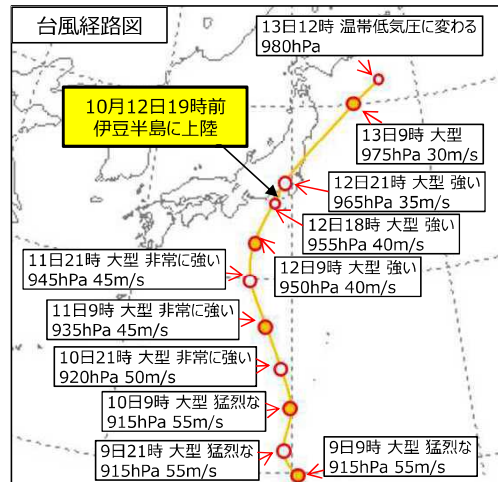 台風経路図
13日12時 温帯低気圧に変わる
980hPa
10月12日19時前
伊豆半島に上陸
13日9時 大型
975hPa 30m/s
12日21時 大型 強い
965hPa 35m/s
12日18時 大型 強い
955hPa 40m/s
11日21時 大型 非常に強い
945hPa 45m/s
12日9時 大型 強い
950hPa 40m/s
11日9時 大型 非常に強い
935hPa 45m/s
10日21時 大型 非常に強い
920hPa 50m/s
10日9時 大型 猛烈な
915hPa 55m/s
9日21時 大型 猛烈な
915hPa 55m/s
9日9時 大型 猛烈な
915hPa 55m/s